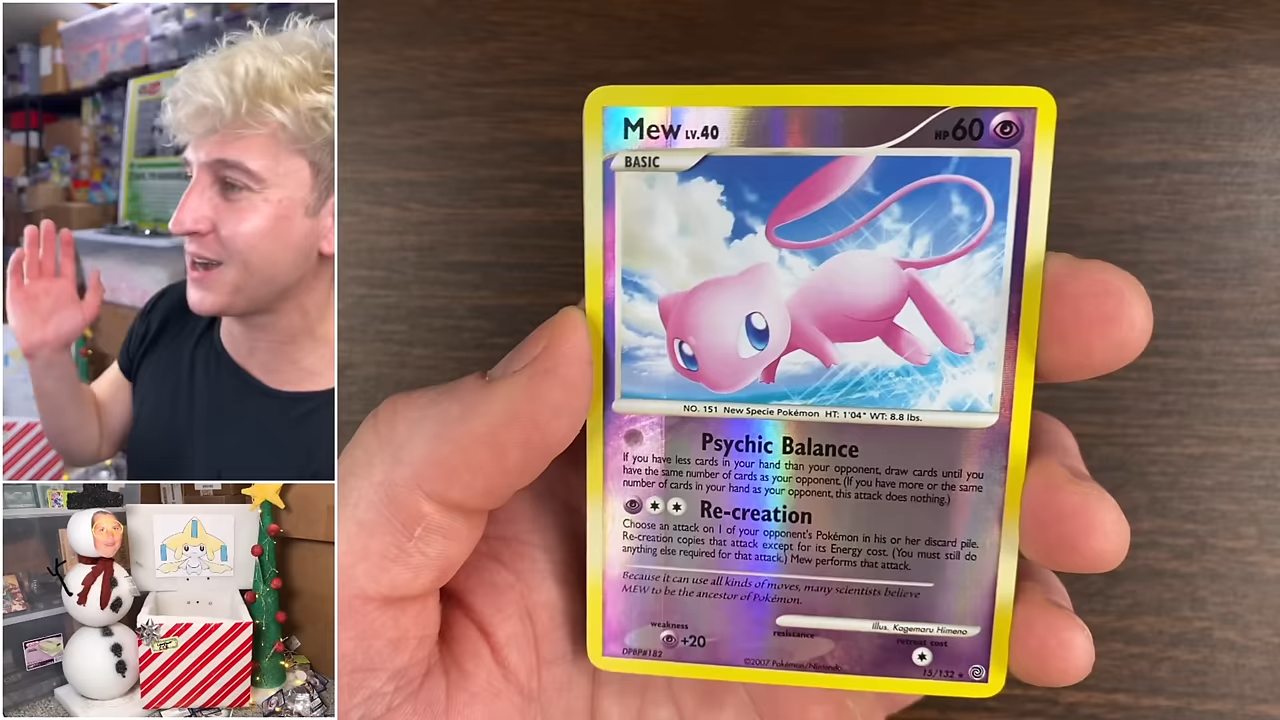 Mew LV.40
HP 60
BASIC
NO. 151 New Specie Pokémon HT: 1'04" WT: 8.8 lbs.
Psychic Balance
If you have less cards in your hand than your opponent, draw cards until you
have the same number of cards as your opponent. (If you have more or the same
number of cards in your hand as your opponent, this attack does nothing.)
Re-creation
Choose an attack on 1 of your opponent's Pokémon in his or her discard pile.
Re-creation copies that attack except for its Energy cost. (You must still do
anything else required for that attack.) Mew performs that attack.
Because it can use all kinds of moves, many scientists believe
MEW to be the ancestor of Pokémon.
Illus. Kagemaru Himeno
weakness
+20
resistance
retreat cost
DPBP#182
©2007 Pokémon/Nintendo
15/132